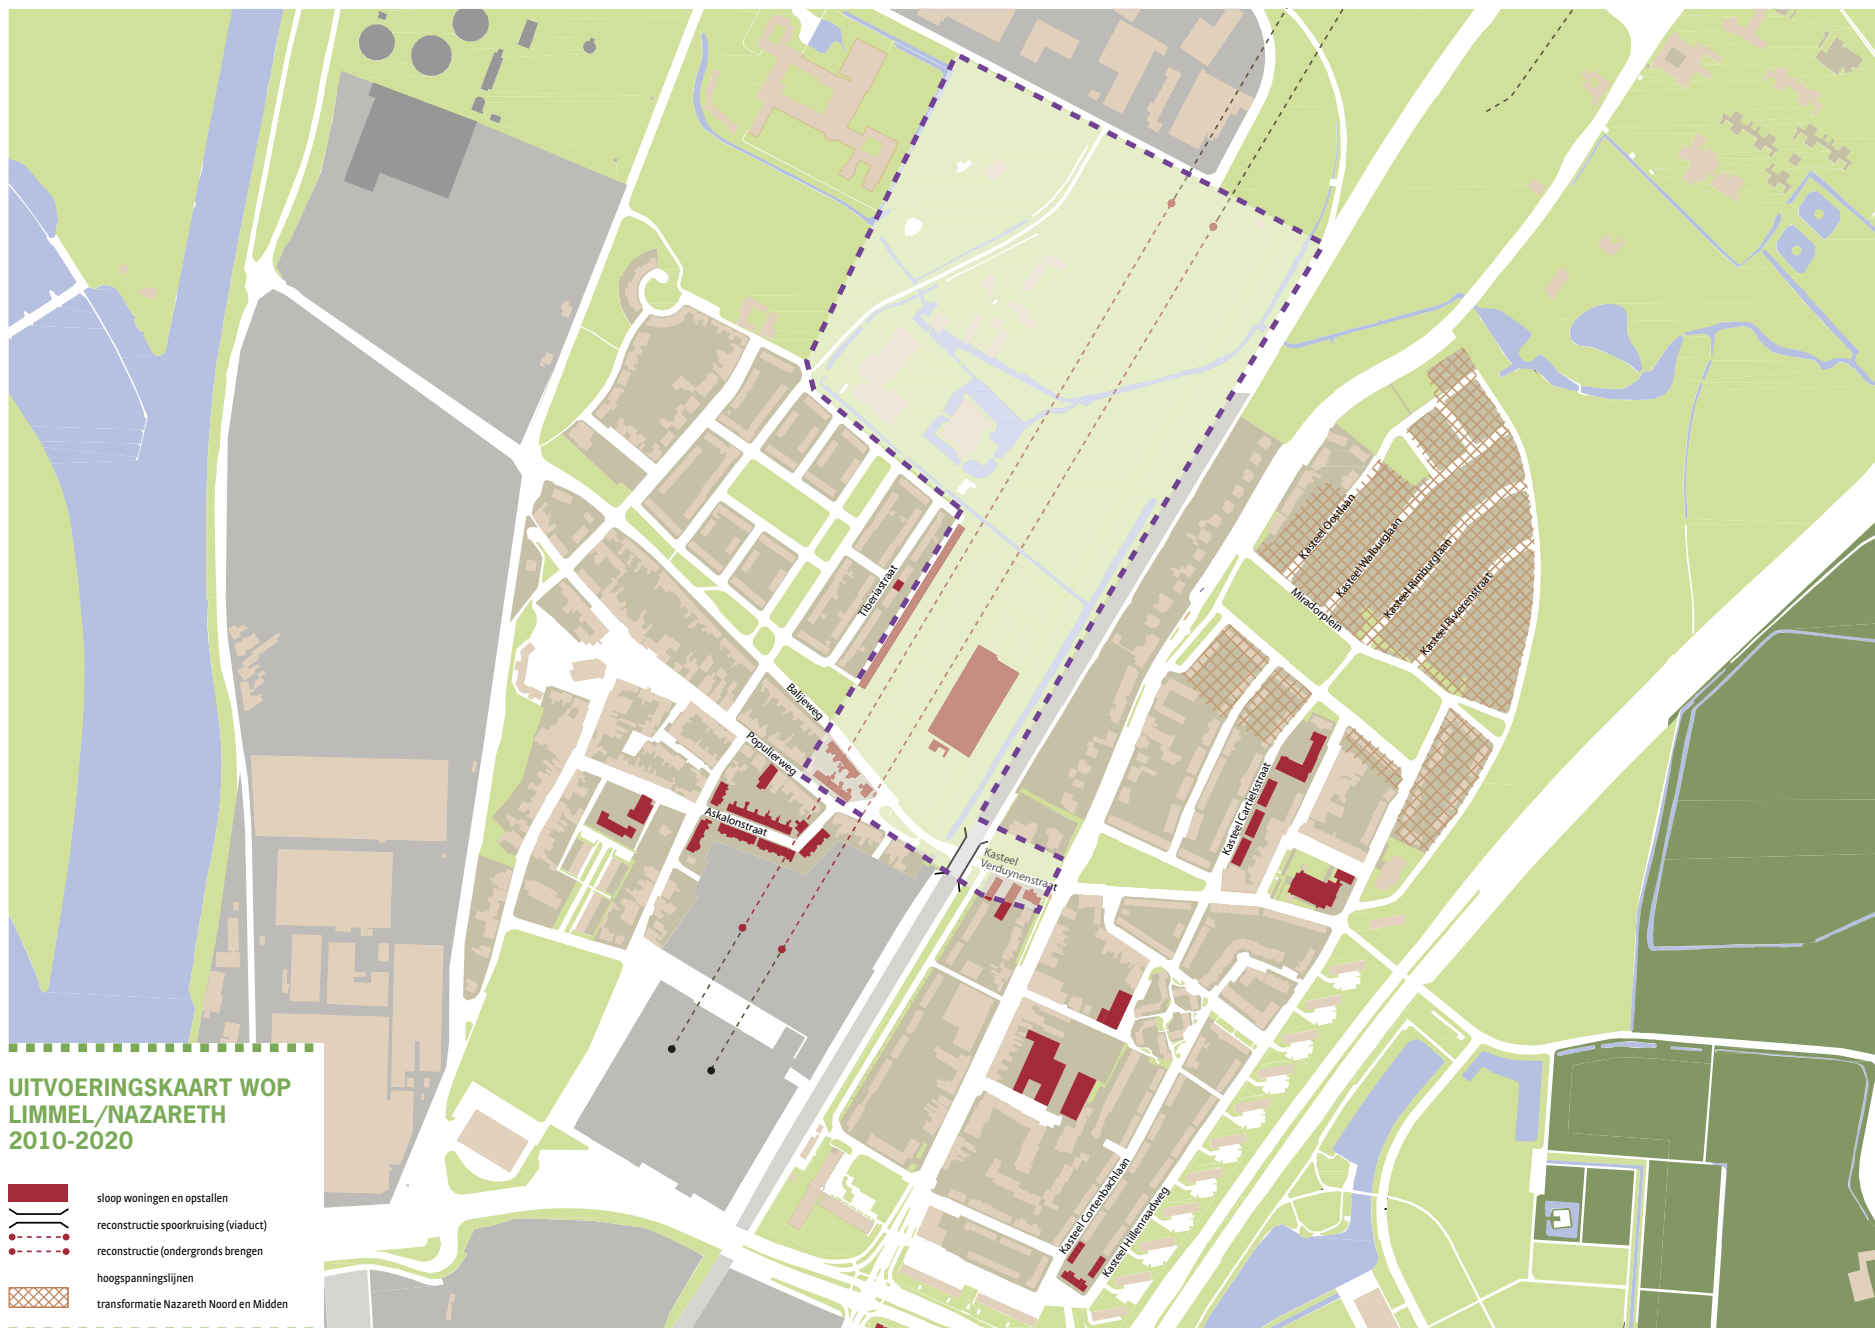 Kasteel Oostlaan
Kasteel Walburglaan
Kasteel Rimburglaan
Kasteel Rivierenstraat
Miradorplein
Tiberiastraat
Balijeweg
Populierweg
Askalonstraat
Kasteel Cartielsstraat
Kasteel
Verduynenstraat
Kasteel Cortenbachlaan
Kasteel Hillenraadweg
UITVOERINGSKAART WOP
LIMMEL/NAZARETH
2010-2020
sloop woningen en opstallen
reconstructie spoorkruising (viaduct)
reconstructie (ondergronds brengen
hoogspanningslijnen
transformatie Nazareth Noord en Midden